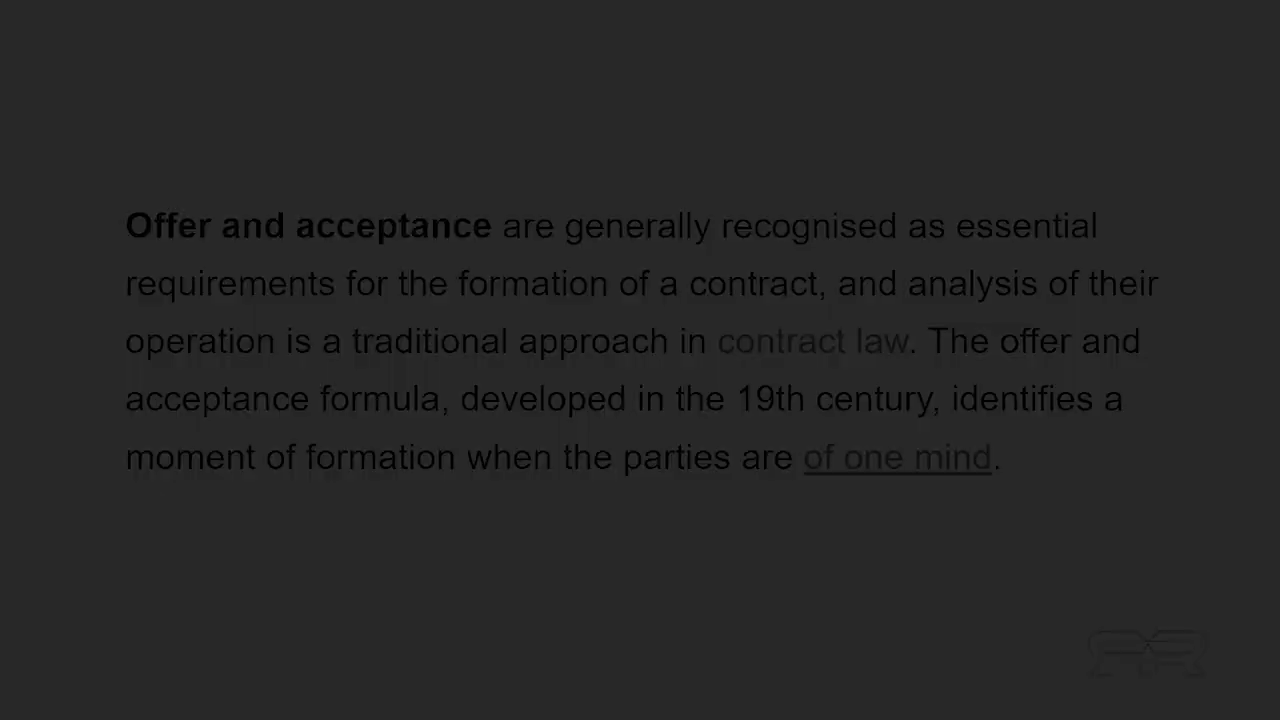 Offer and acceptance are generally recognised as essential
requirements for the formation of a contract, and analysis of their
operation is a traditional approach in contract law. The offer and
acceptance formula, developed in the 19th century, identifies a
moment of formation when the parties are of one mind.